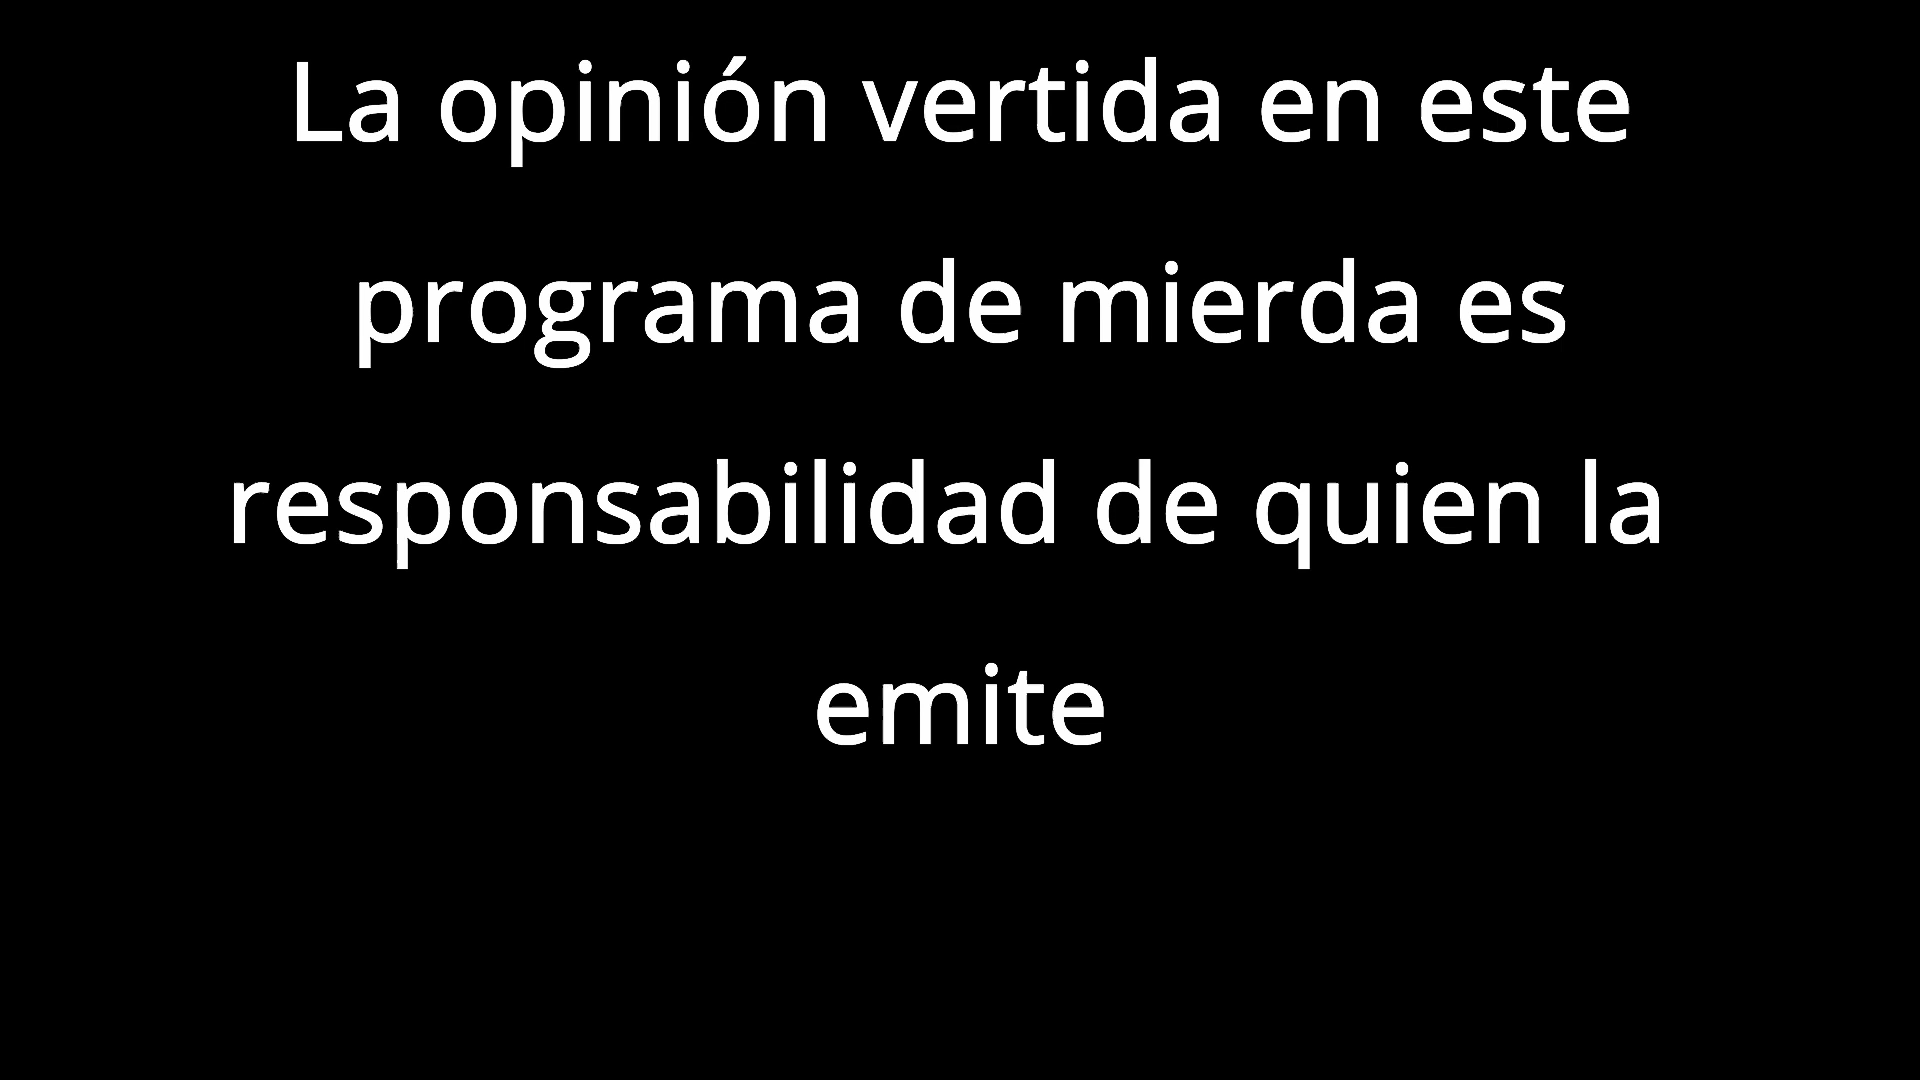 La opinión vertida en este
programa de mierda es
responsabilidad de quien la
emite